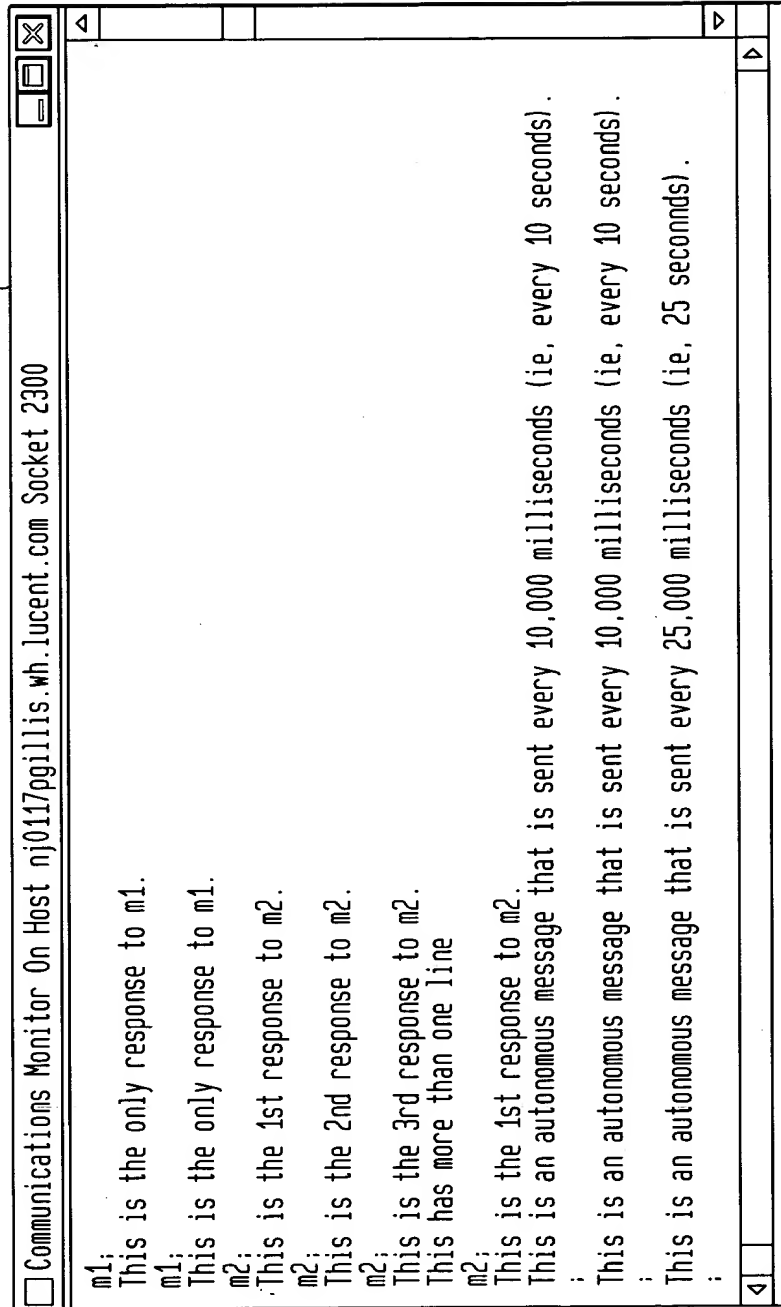 Communications Monitor On Host nj0117pgillis.wh.lucent.com Socket 2300
m1;
This is the only response to m1.
m1;
This is the only response to m1.
m2;
This is the 1st response to m2.
m2;
This is the 2nd response to m2.
m2;
This is the 3rd response to m2.
This has more than one line
m2;
This is the 1st response to m2.
This is an autonomous message that is sent every 10,000 milliseconds (ie, every 10 seconds).
;
This is an autonomous message that is sent every 10,000 milliseconds (ie, every 10 seconds).
;
This is an autonomous message that is sent every 25,000 milliseconds (ie, 25 seconnds).
;